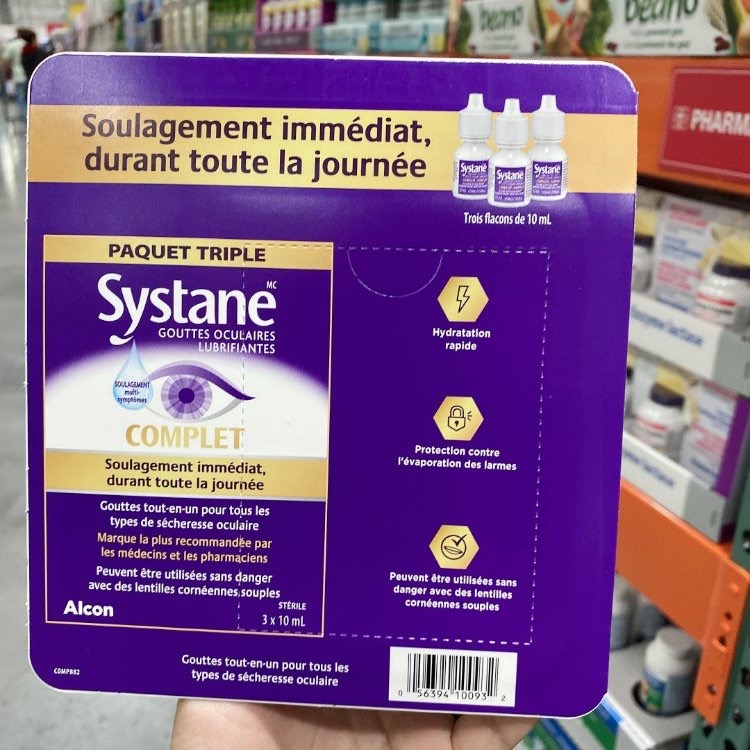 beano
beano
PHARM
Soulagement immédiat,
durant toute la journée
Systane
Systane
Systane
Trois flacons de 10 mL
PAQUET TRIPLE
Systane MC
GOUTTES OCULAIRES
LUBRIFIANTES
SOULAGEMENT
multi-
symptômes
COMPLET
Soulagement immédiat,
durant toute la journée
Gouttes tout-en-un pour tous les
types de sécheresse oculaire
Marque la plus recommandée par
les médecins et les pharmaciens
Peuvent être utilisées sans danger
avec des lentilles cornéennes souples
Alcon
STÉRILE
3 x 10 mL
Hydratation
rapide
Protection contre
l'évaporation des larmes
Peuvent être utilisées sans
danger avec des lentilles
cornéennes souples
COMP882
Gouttes tout-en-un pour tous les
types de sécheresse oculaire
0 56394 10093 2